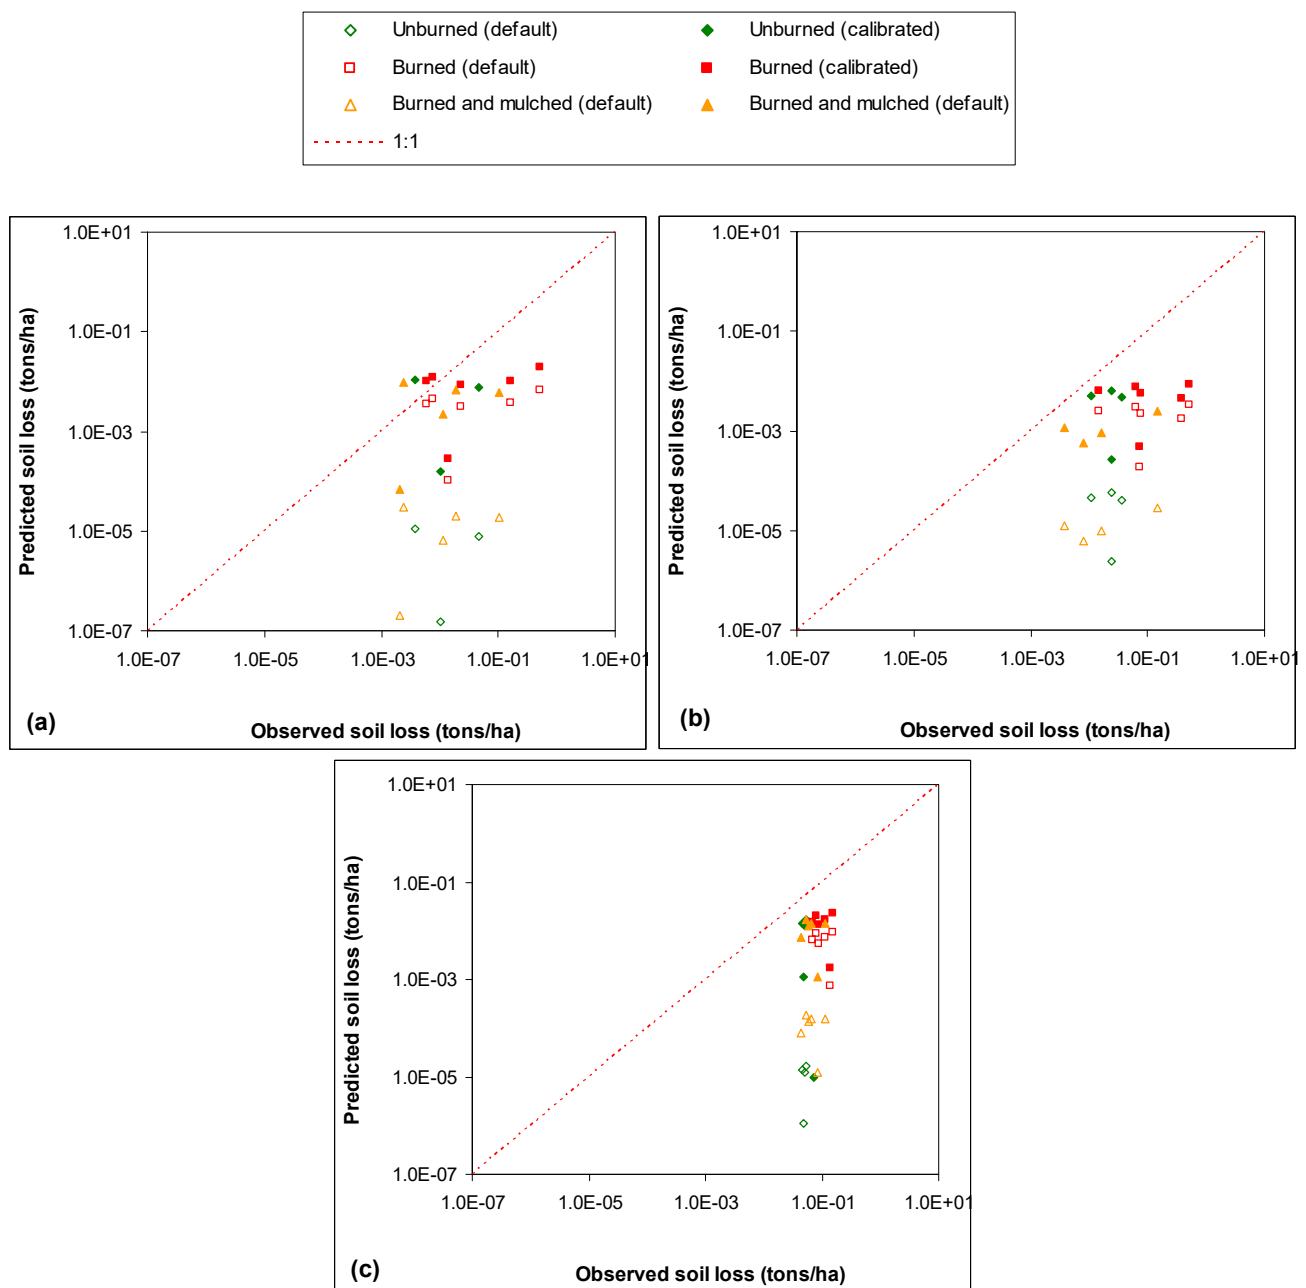 Unburned (default) Unburned (calibrated)
Burned (default) Burned (calibrated)
Burned and mulched (default) Burned and mulched (default)
1:1
1.0E+01
1.0E-01
1.0E-03
1.0E-05
1.0E-07
1.0E-07 1.0E-05 1.0E-03 1.0E-01 1.0E+01
Predicted soil loss (tons/ha)
Observed soil loss (tons/ha)
(a)
1.0E+01
1.0E-01
1.0E-03
1.0E-05
1.0E-07
1.0E-07 1.0E-05 1.0E-03 1.0E-01 1.0E+01
Predicted soil loss (tons/ha)
Observed soil loss (tons/ha)
(b)
1.0E+01
1.0E-01
1.0E-03
1.0E-05
1.0E-07
1.0E-07 1.0E-05 1.0E-03 1.0E-01 1.0E+01
Predicted soil loss (tons/ha)
Observed soil loss (tons/ha)
(c)